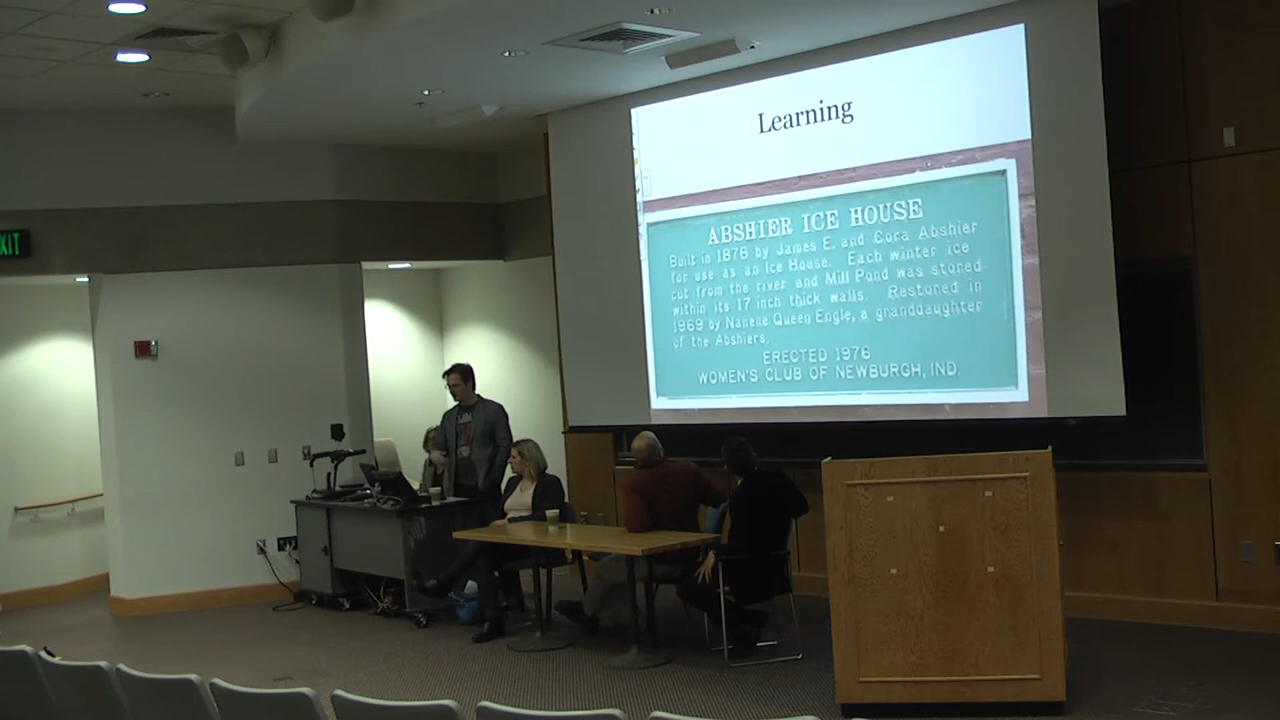 Learning
ABSHIER ICE HOUSE
Built in 1878 by James E. and Cora Abshier
for use as an Ice House. Each winter ice
cut from the river and Mill Pond was stored
within its 17 inch thick walls. Restored in
1969 by Nanene Queen Engle, a granddaughter
of the Abshiers.
ERECTED 1976
WOMEN'S CLUB OF NEWBURGH, IND.
XIT